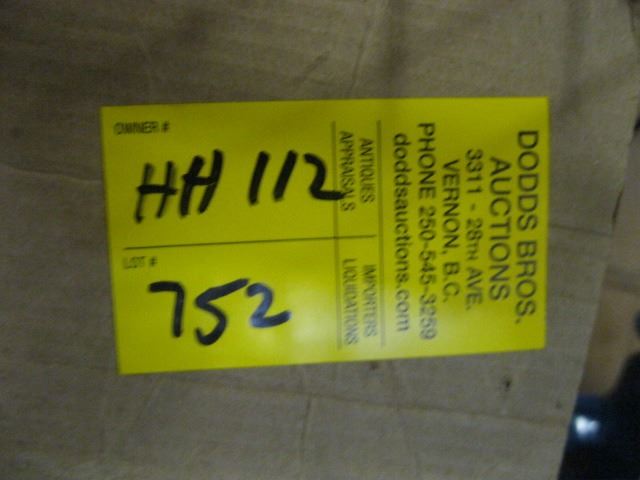 DODDS BROS.
AUCTIONS
3311 - 28TH AVE.
VERNON, B.C.
PHONE 250-545-3259
doddsauctions.com
ANTIQUES
APPRAISALS
IMPORTERS
LIQUIDATIONS
OWNER #
HH 112
LOT #
752